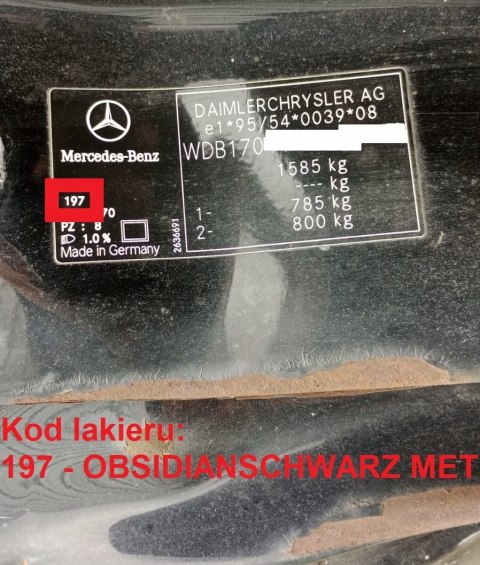 Mercedes-Benz
197
70
PZ : 8
1.0 %
Made in Germany
2636691
DAIMLERCHRYSLER AG
e1*95/54*0039*08
WDB170
1585 kg
---- kg
1- 785 kg
2- 800 kg
Kod lakieru:
197 - OBSIDIANSCHWARZ MET